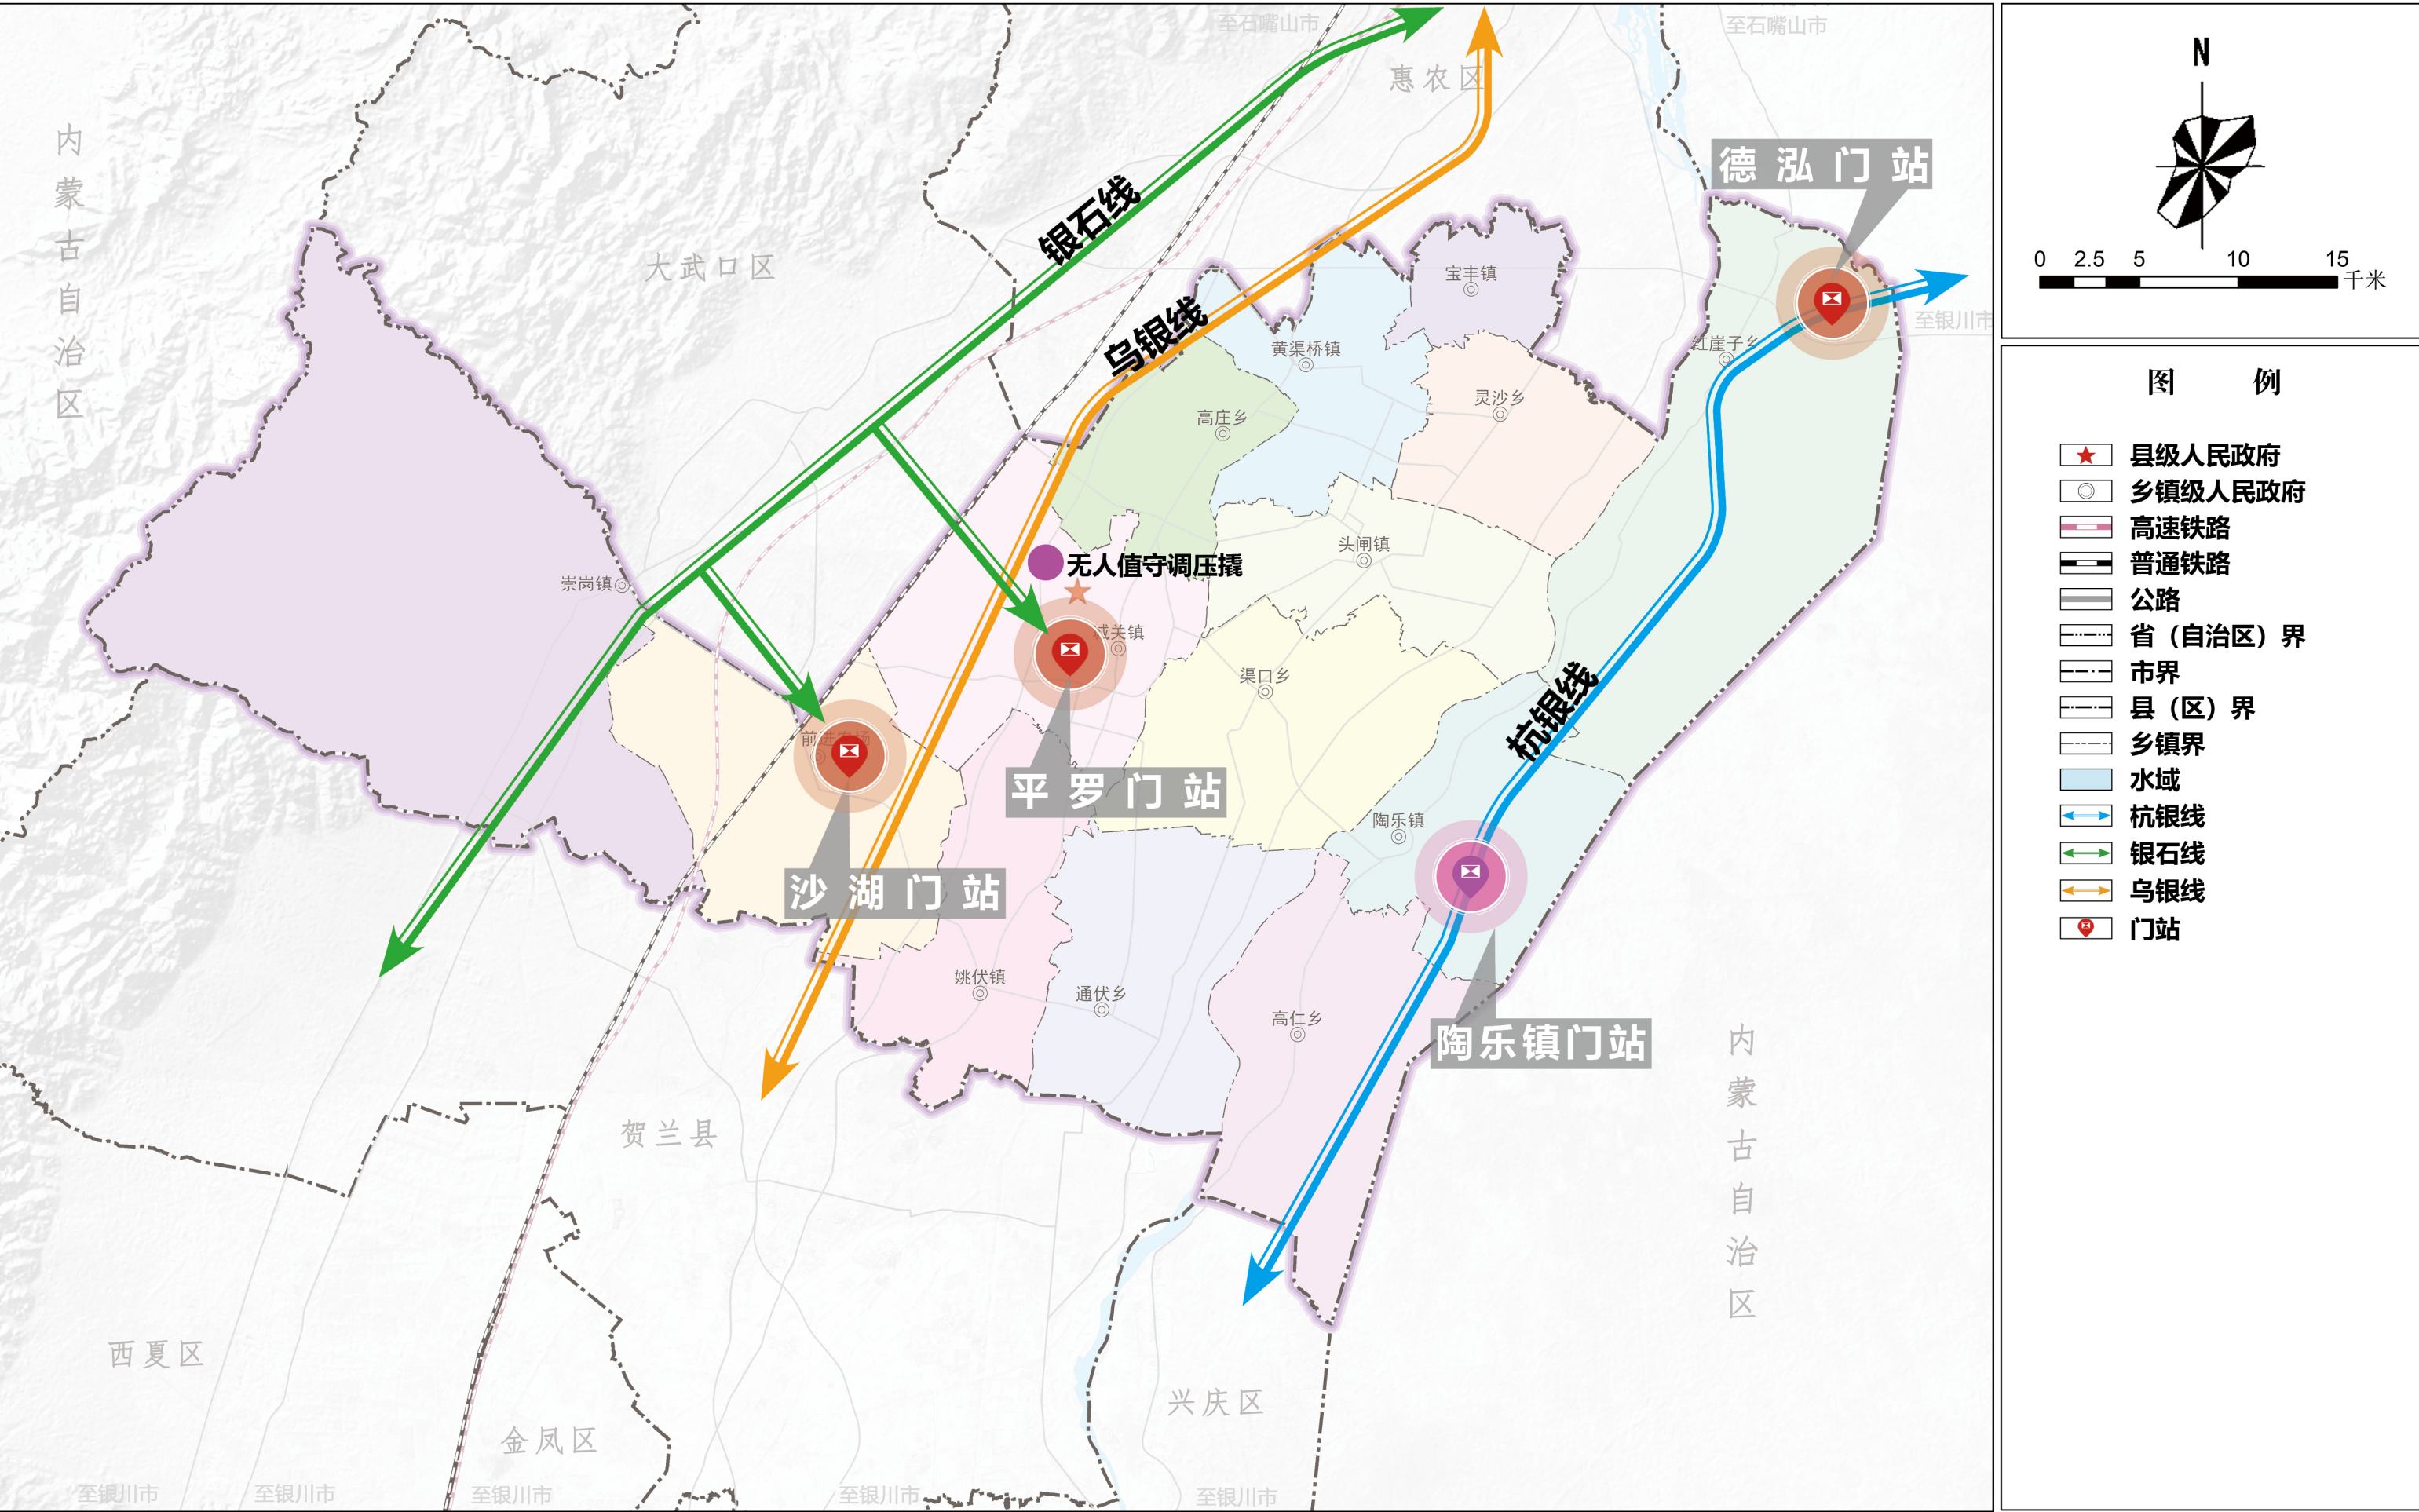 至石嘴山市
至石嘴山市
惠农区
内蒙古自治区
德泓门站
银石线
大武口区
宝丰镇
乌银线
至银川市
黄渠桥镇
红崖子乡
灵沙乡
高庄乡
头闸镇
无人值守调压撬
崇岗镇
城关镇
渠口乡
杭银线
前进农场
平罗门站
陶乐镇
沙湖门站
姚伏镇
通伏乡
高仁乡
陶乐镇门站
内蒙古自治区
贺兰县
西夏区
兴庆区
金凤区
至银川市
至银川市
至银川市
至银川市
至银川市
N
0 2.5 5 10 15
千米
图例
县级人民政府
乡镇级人民政府
高速铁路
普通铁路
公路
省（自治区）界
市界
县（区）界
乡镇界
水域
杭银线
银石线
乌银线
门站